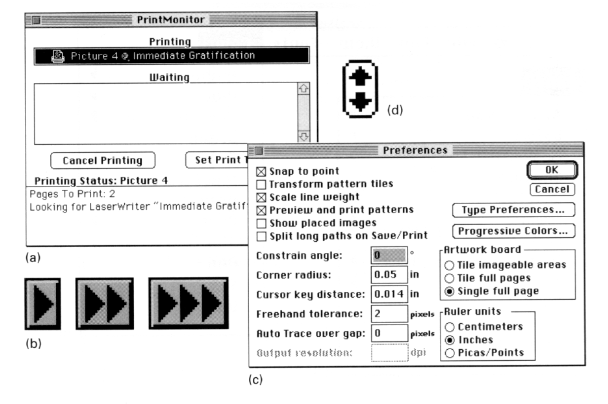 PrintMonitor
Printing
Picture 4 @ Immediate Gratification
Waiting
Cancel Printing
Set Print T
Printing Status: Picture 4
Pages To Print: 2
Looking for LaserWriter "Immediate Gratif
(a)
(b)
(d)
Preferences
Snap to point
Transform pattern tiles
Scale line weight
Preview and print patterns
Show placed images
Split long paths on Save/Print
Constrain angle: 0 °
Corner radius: 0.05 in
Cursor key distance: 0.014 in
Freehand tolerance: 2 pixels
Auto Trace over gap: 0 pixels
Output resolution: dpi
OK
Cancel
Type Preferences...
Progressive Colors...
Artwork board
Tile imageable areas
Tile full pages
Single full page
Ruler units
Centimeters
Inches
Picas/Points
(c)